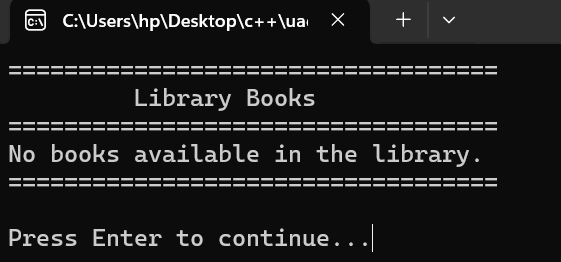 C:\Users\hp\Desktop\c++\ua
===================================
Library Books
===================================
No books available in the library.
===================================
Press Enter to continue...